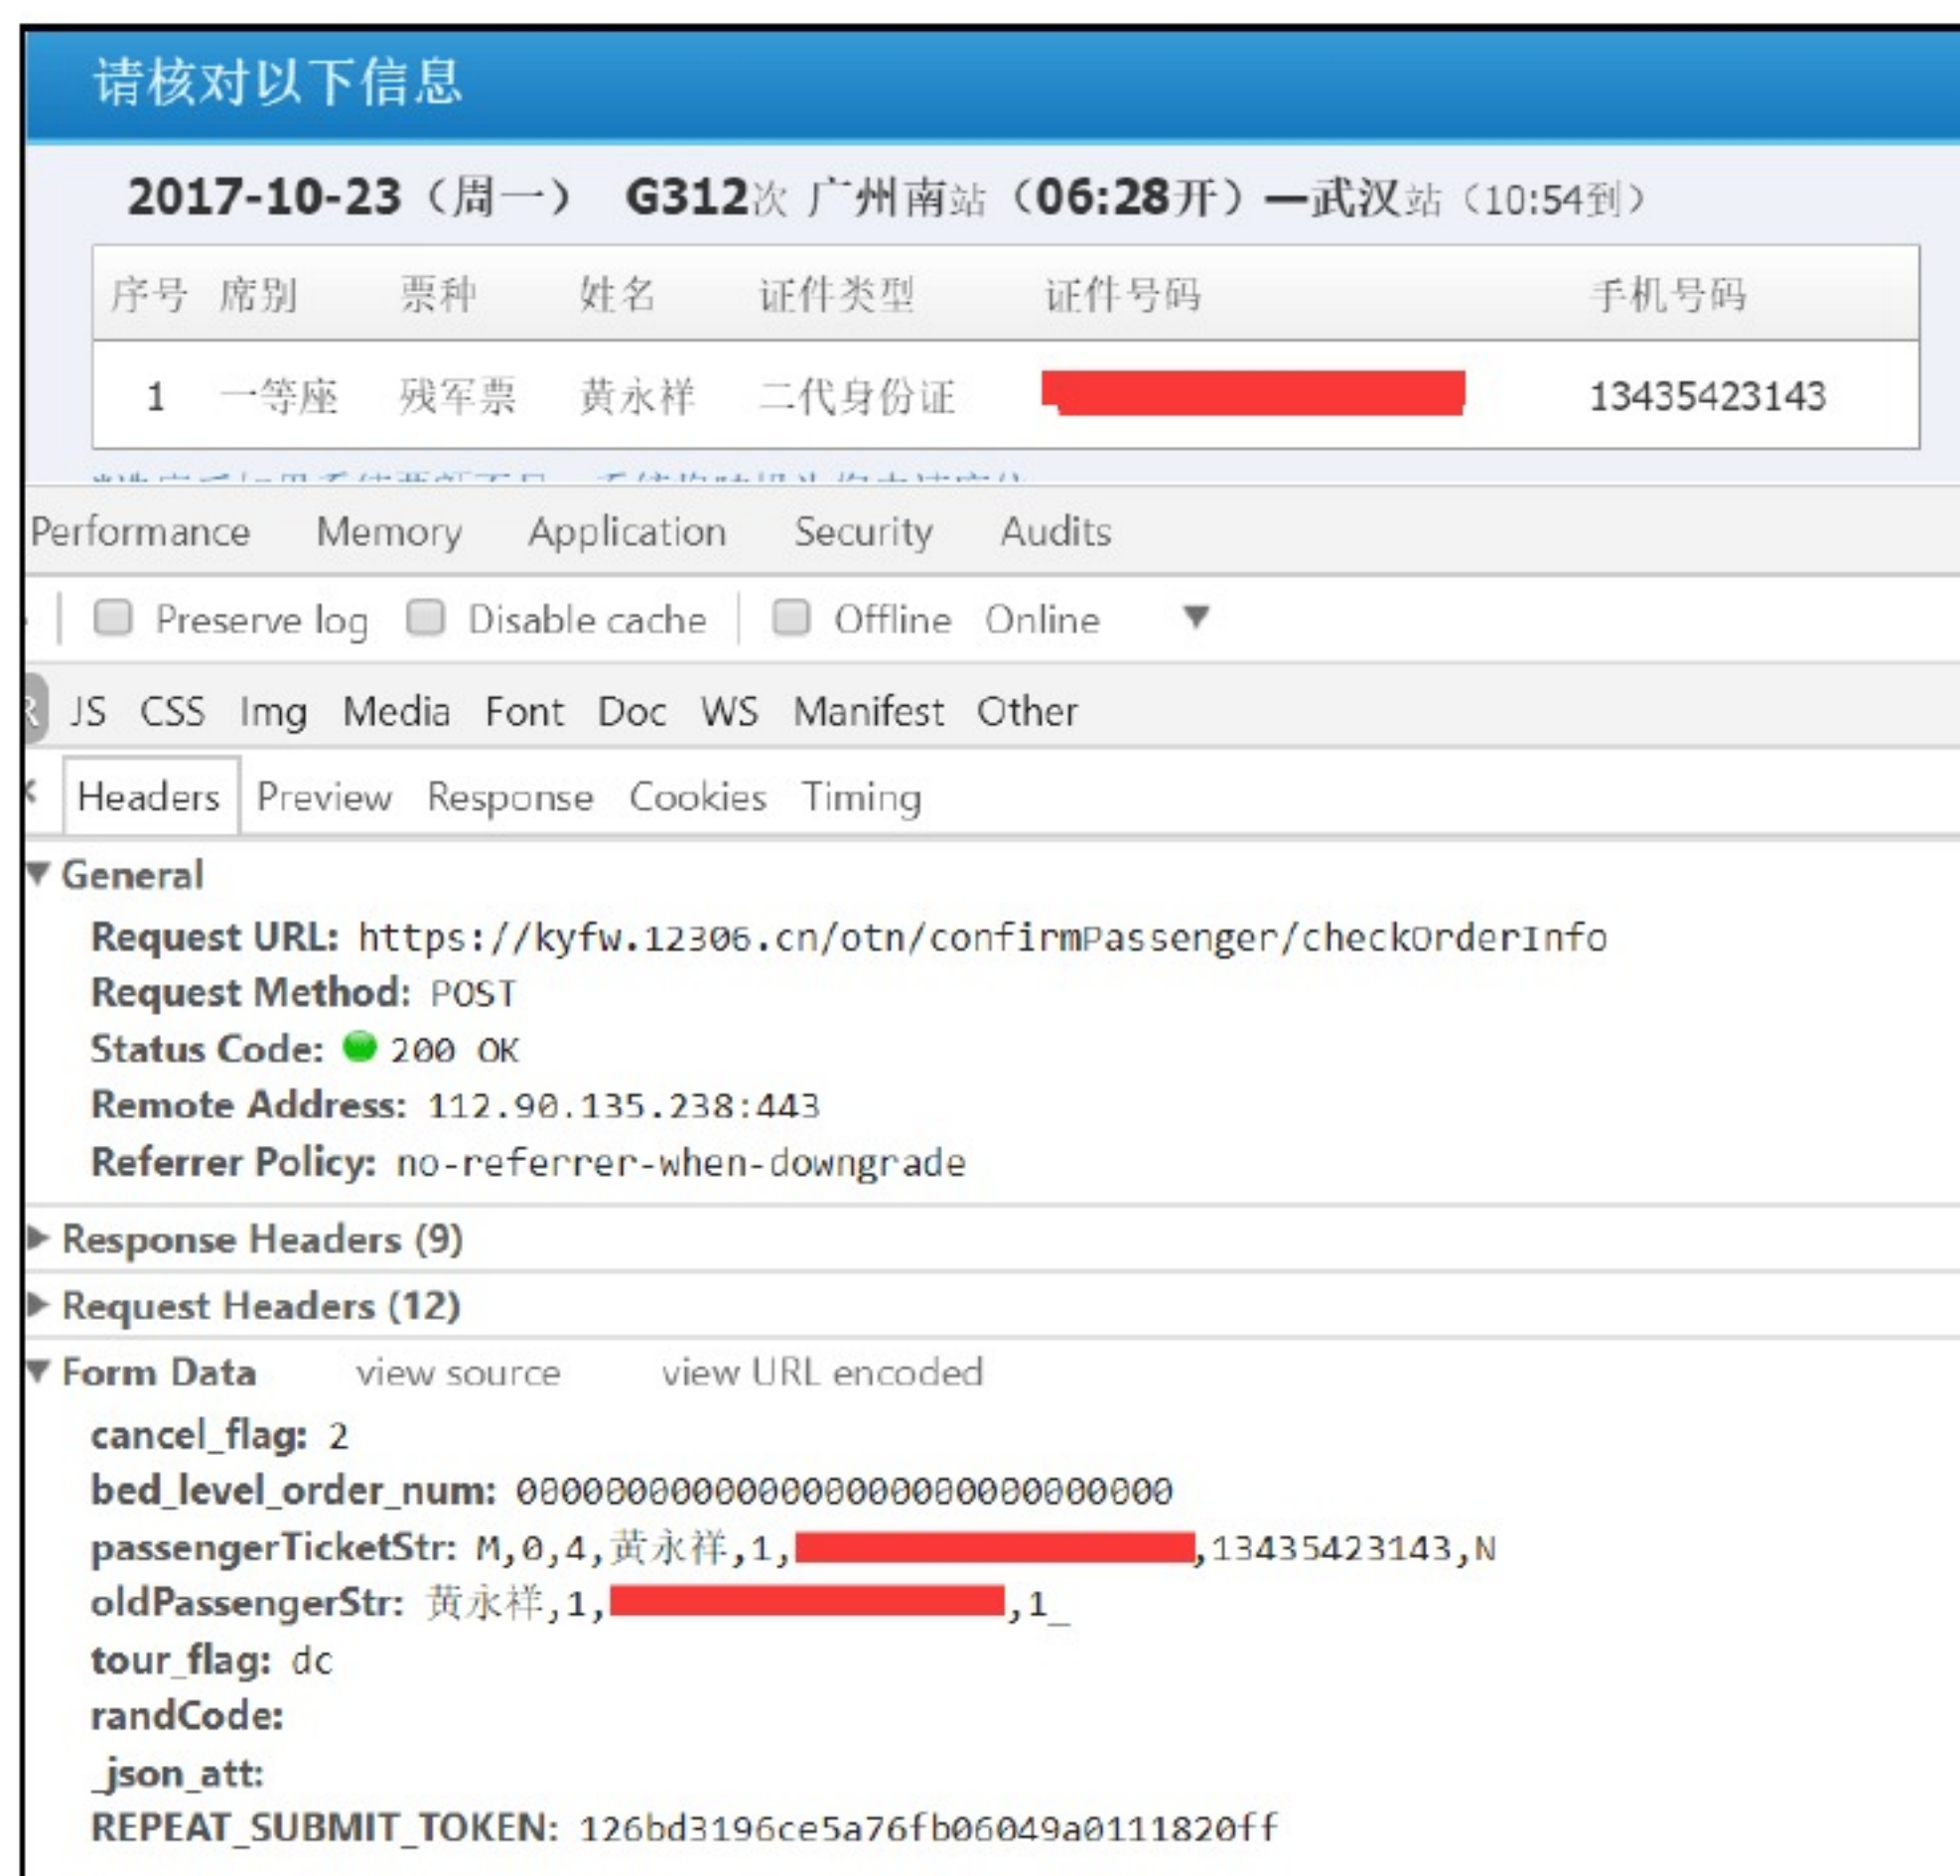 请核对以下信息
2017-10-23（周一） G312次 广州南站（06:28开）—武汉站（10:54到）
序号 席别 票种 姓名 证件类型 证件号码 手机号码
1 一等座 残军票 黄永祥 二代身份证 13435423143
Performance Memory Application Security Audits
Preserve log Disable cache Offline Online
JS CSS Img Media Font Doc WS Manifest Other
Headers Preview Response Cookies Timing
General
Request URL: https://kyfw.12306.cn/otn/confirmPassenger/checkOrderInfo
Request Method: POST
Status Code: 200 OK
Remote Address: 112.90.135.238:443
Referrer Policy: no-referrer-when-downgrade
Response Headers (9)
Request Headers (12)
Form Data view source view URL encoded
cancel_flag: 2
bed_level_order_num: 000000000000000000000000000000
passengerTicketStr: M,0,4,黄永祥,1, ,13435423143,N
oldPassengerStr: 黄永祥,1, ,1_
tour_flag: dc
randCode:
_json_att:
REPEAT_SUBMIT_TOKEN: 126bd3196ce5a76fb06049a0111820ff